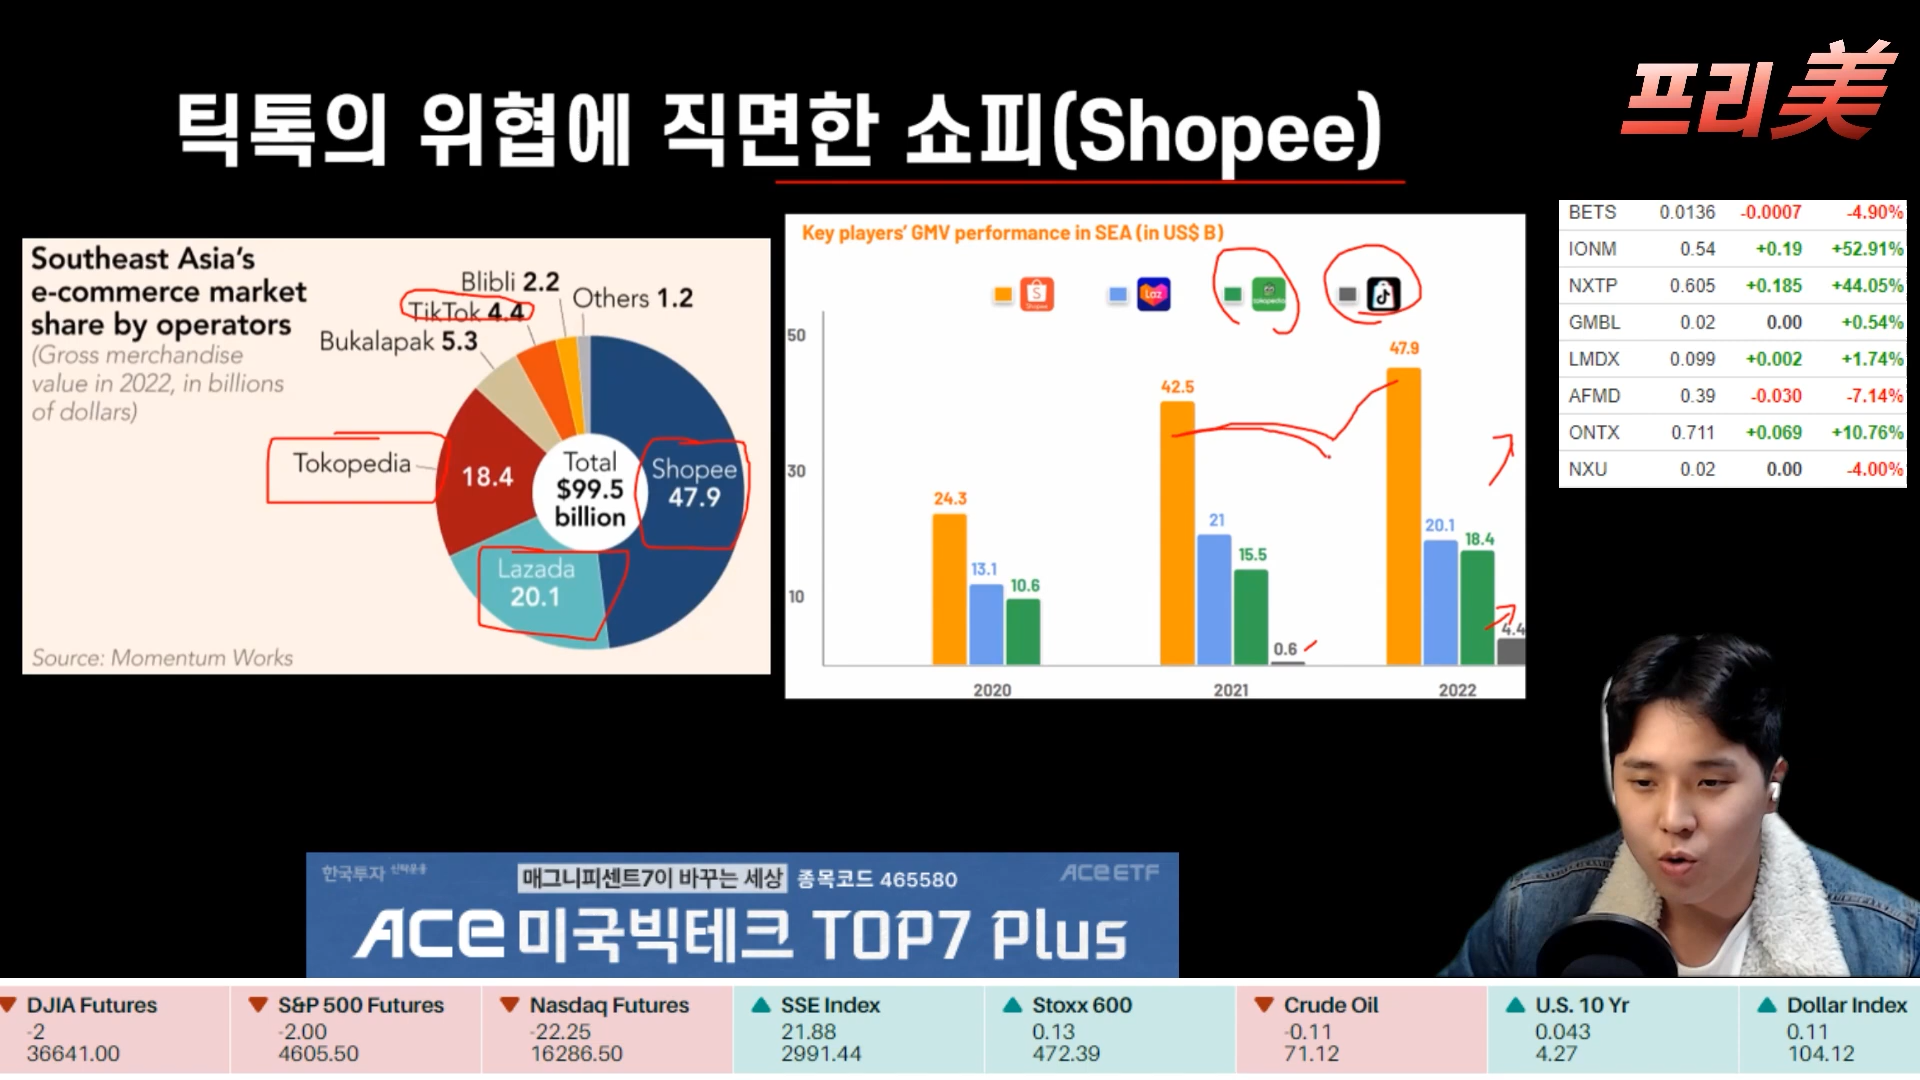 틱톡의 위협에 직면한 쇼피(Shopee)
프리美
Southeast Asia's
e-commerce market
share by operators
(Gross merchandise
value in 2022, in billions
of dollars)
Blibli 2.2
Others 1.2
TikTok 4.4
Bukalapak 5.3
Tokopedia
18.4
Total
$99.5
billion
Shopee
47.9
Lazada
20.1
Source: Momentum Works
Key players' GMV performance in SEA (in US$ B)
Shopee
Laz
tokopedia
50
30
10
24.3
13.1
10.6
42.5
21
15.5
0.6
47.9
20.1
18.4
4.4
2020
2021
2022
BETS 0.0136 -0.0007 -4.90%
IONM 0.54 +0.19 +52.91%
NXTP 0.605 +0.185 +44.05%
GMBL 0.02 0.00 +0.54%
LMDX 0.099 +0.002 +1.74%
AFMD 0.39 -0.030 -7.14%
ONTX 0.711 +0.069 +10.76%
NXU 0.02 0.00 -4.00%
한국투자 신탁운용
매그니피센트7이 바꾸는 세상 종목코드 465580
ACE ETF
ACE 미국빅테크 TOP7 Plus
DJIA Futures
-2
36641.00
S&P 500 Futures
-2.00
4605.50
Nasdaq Futures
-22.25
16286.50
SSE Index
21.88
2991.44
Stoxx 600
0.13
472.39
Crude Oil
-0.11
71.12
U.S. 10 Yr
0.043
4.27
Dollar Index
0.11
104.12